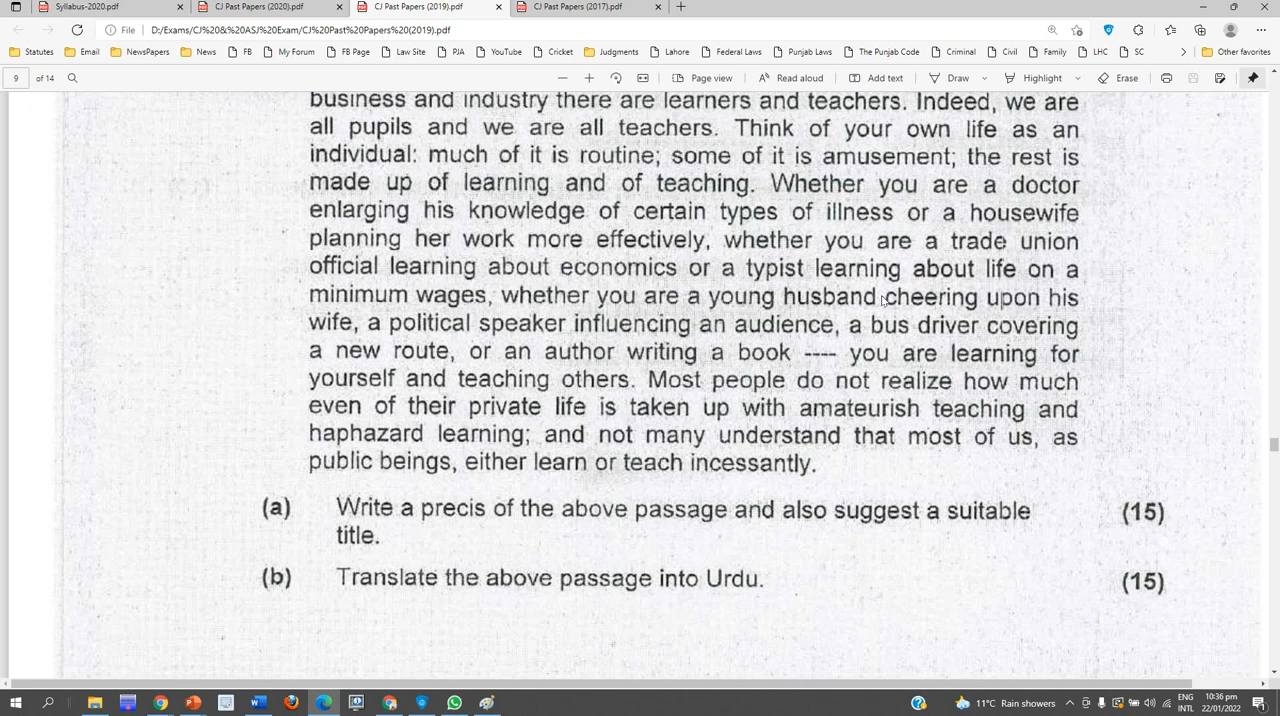 Syllabus-2020.pdf × CJ Past Papers (2020).pdf × CJ Past Papers (2019).pdf × CJ Past Papers (2017).pdf ×
File D:/Exams/CJ%20&%20ASJ%20Exam/CJ%20Past%20Papers%20(2019).pdf
Statutes Email NewsPapers News FB My Forum FB Page Law Site PJA YouTube Cricket Judgments Lahore Federal Laws Punjab Laws The Punjab Code Criminal Civil Family LHC SC Other favorites
9 of 14 Page view Read aloud Add text Draw Highlight Erase
business and industry there are learners and teachers. Indeed, we are
all pupils and we are all teachers. Think of your own life as an
individual: much of it is routine; some of it is amusement; the rest is
made up of learning and of teaching. Whether you are a doctor
enlarging his knowledge of certain types of illness or a housewife
planning her work more effectively, whether you are a trade union
official learning about economics or a typist learning about life on a
minimum wages, whether you are a young husband cheering upon his
wife, a political speaker influencing an audience, a bus driver covering
a new route, or an author writing a book ---- you are learning for
yourself and teaching others. Most people do not realize how much
even of their private life is taken up with amateurish teaching and
haphazard learning; and not many understand that most of us, as
public beings, either learn or teach incessantly.
(a) Write a precis of the above passage and also suggest a suitable (15)
title.
(b) Translate the above passage into Urdu. (15)
11°C Rain showers ENG 10:36 pm
INTL 22/01/2022